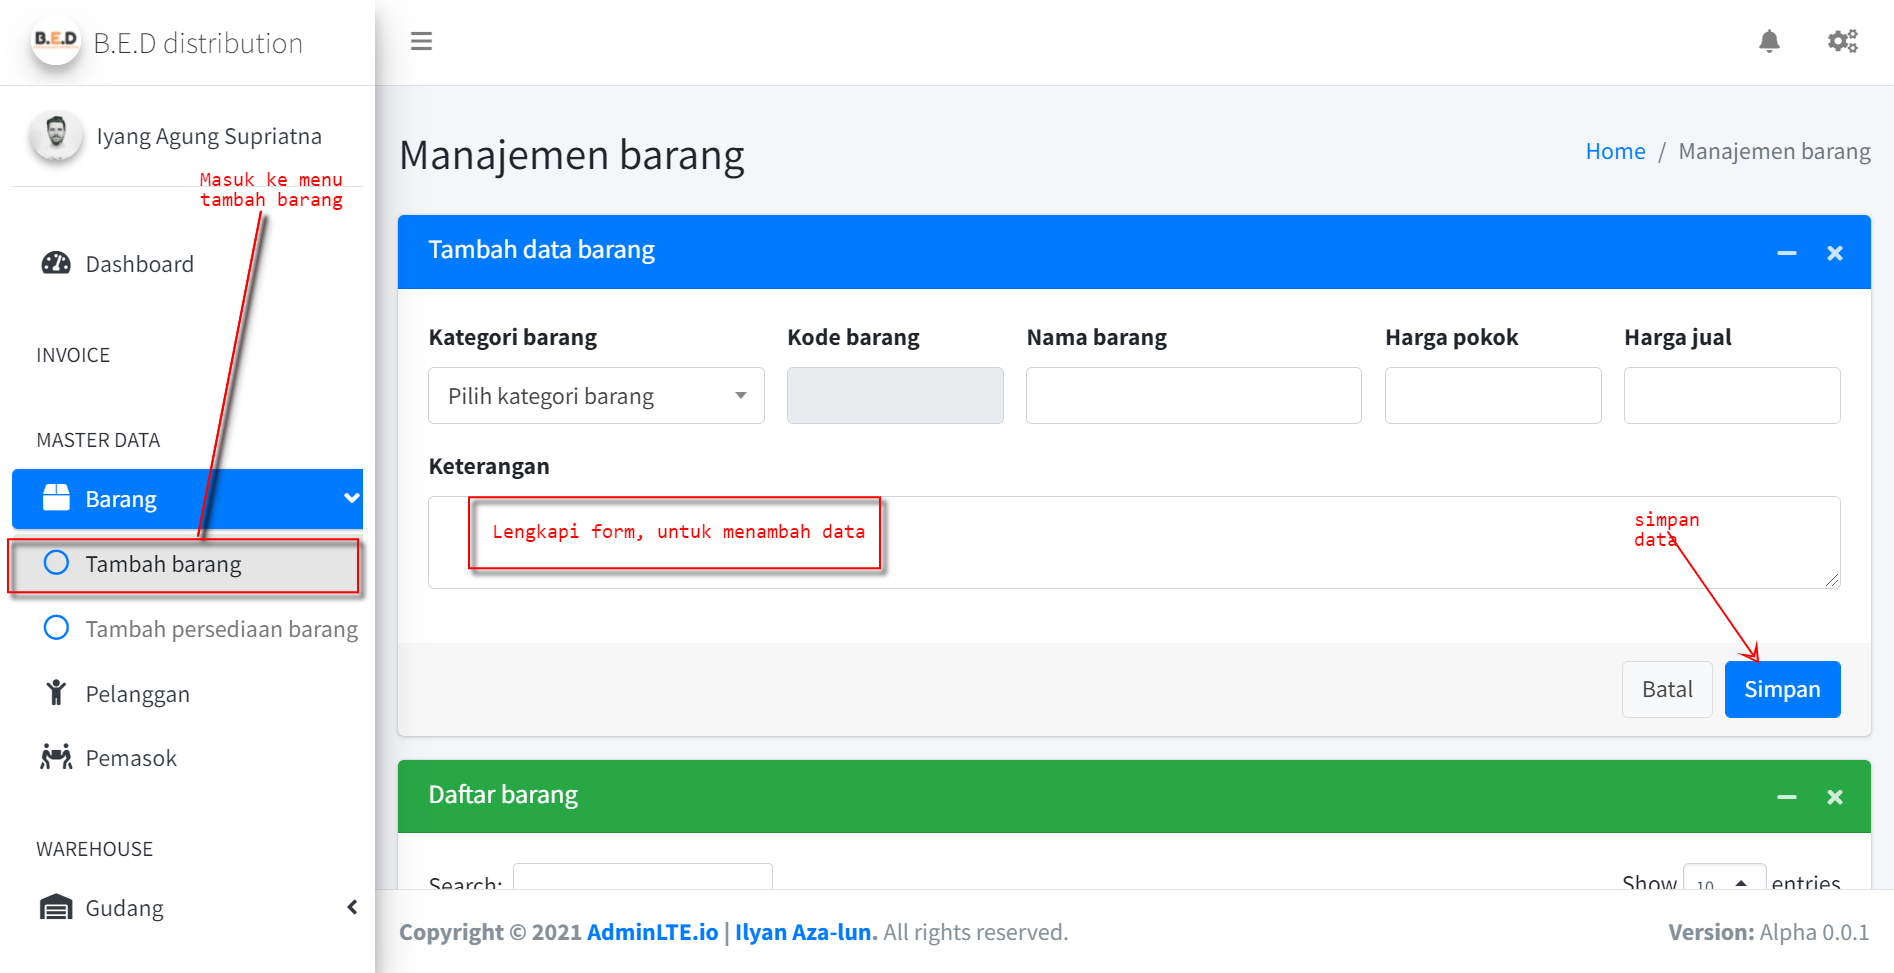 B.E.D
B.E.D distribution
Iyang Agung Supriatna
Masuk ke menu
tambah barang
Dashboard
INVOICE
MASTER DATA
Barang
Tambah barang
Tambah persediaan barang
Pelanggan
Pemasok
WAREHOUSE
Gudang
Manajemen barang
Home / Manajemen barang
Tambah data barang
Kategori barang
Kode barang
Nama barang
Harga pokok
Harga jual
Pilih kategori barang
Keterangan
Lengkapi form, untuk menambah data
simpan
data
Batal
Simpan
Daftar barang
Search:
Show 10 entries
Copyright © 2021 AdminLTE.io | Ilyan Aza-lun. All rights reserved.
Version: Alpha 0.0.1